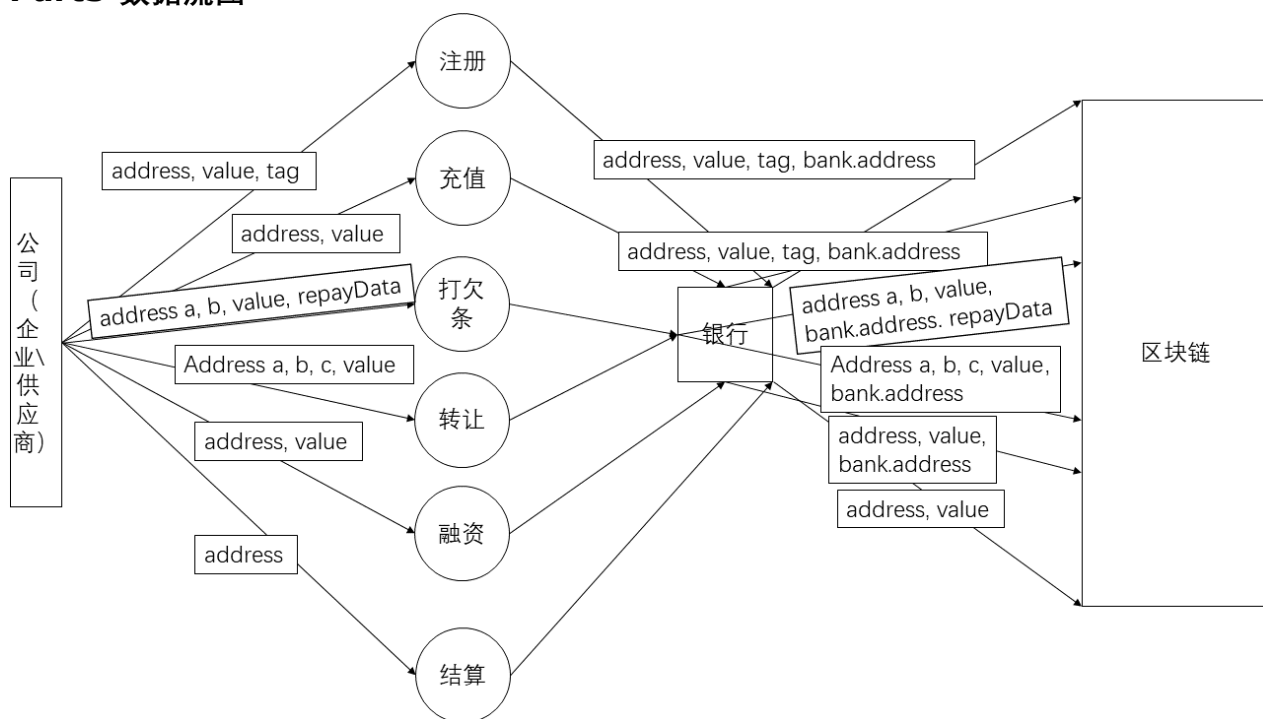 注册
address, value, tag
address, value, tag, bank.address
充值
address, value
address, value, tag, bank.address
公
司
（
企
业\
供
应
商）
address a, b, value, repayData
打欠
条
银行
address a, b, value,
bank.address. repayData
区块链
Address a, b, c, value
转让
Address a, b, c, value,
bank.address
address, value
address, value,
bank.address
融资
address, value
address
结算